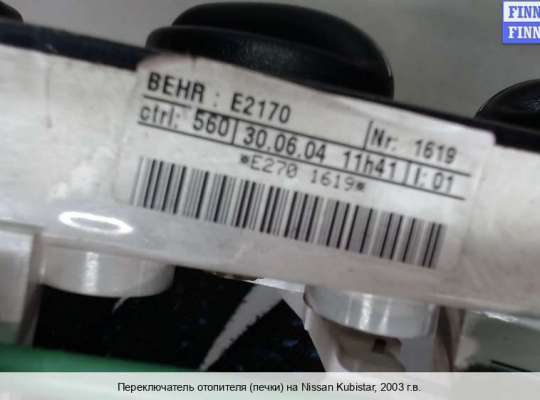 FINN
FINN
BEHR : E2170 Nr: 1619
ctrl: 560 30.06.04 11h41 I: 01
*E270 1619*
Переключатель отопителя (печки) на Nissan Kubistar, 2003 г.в.